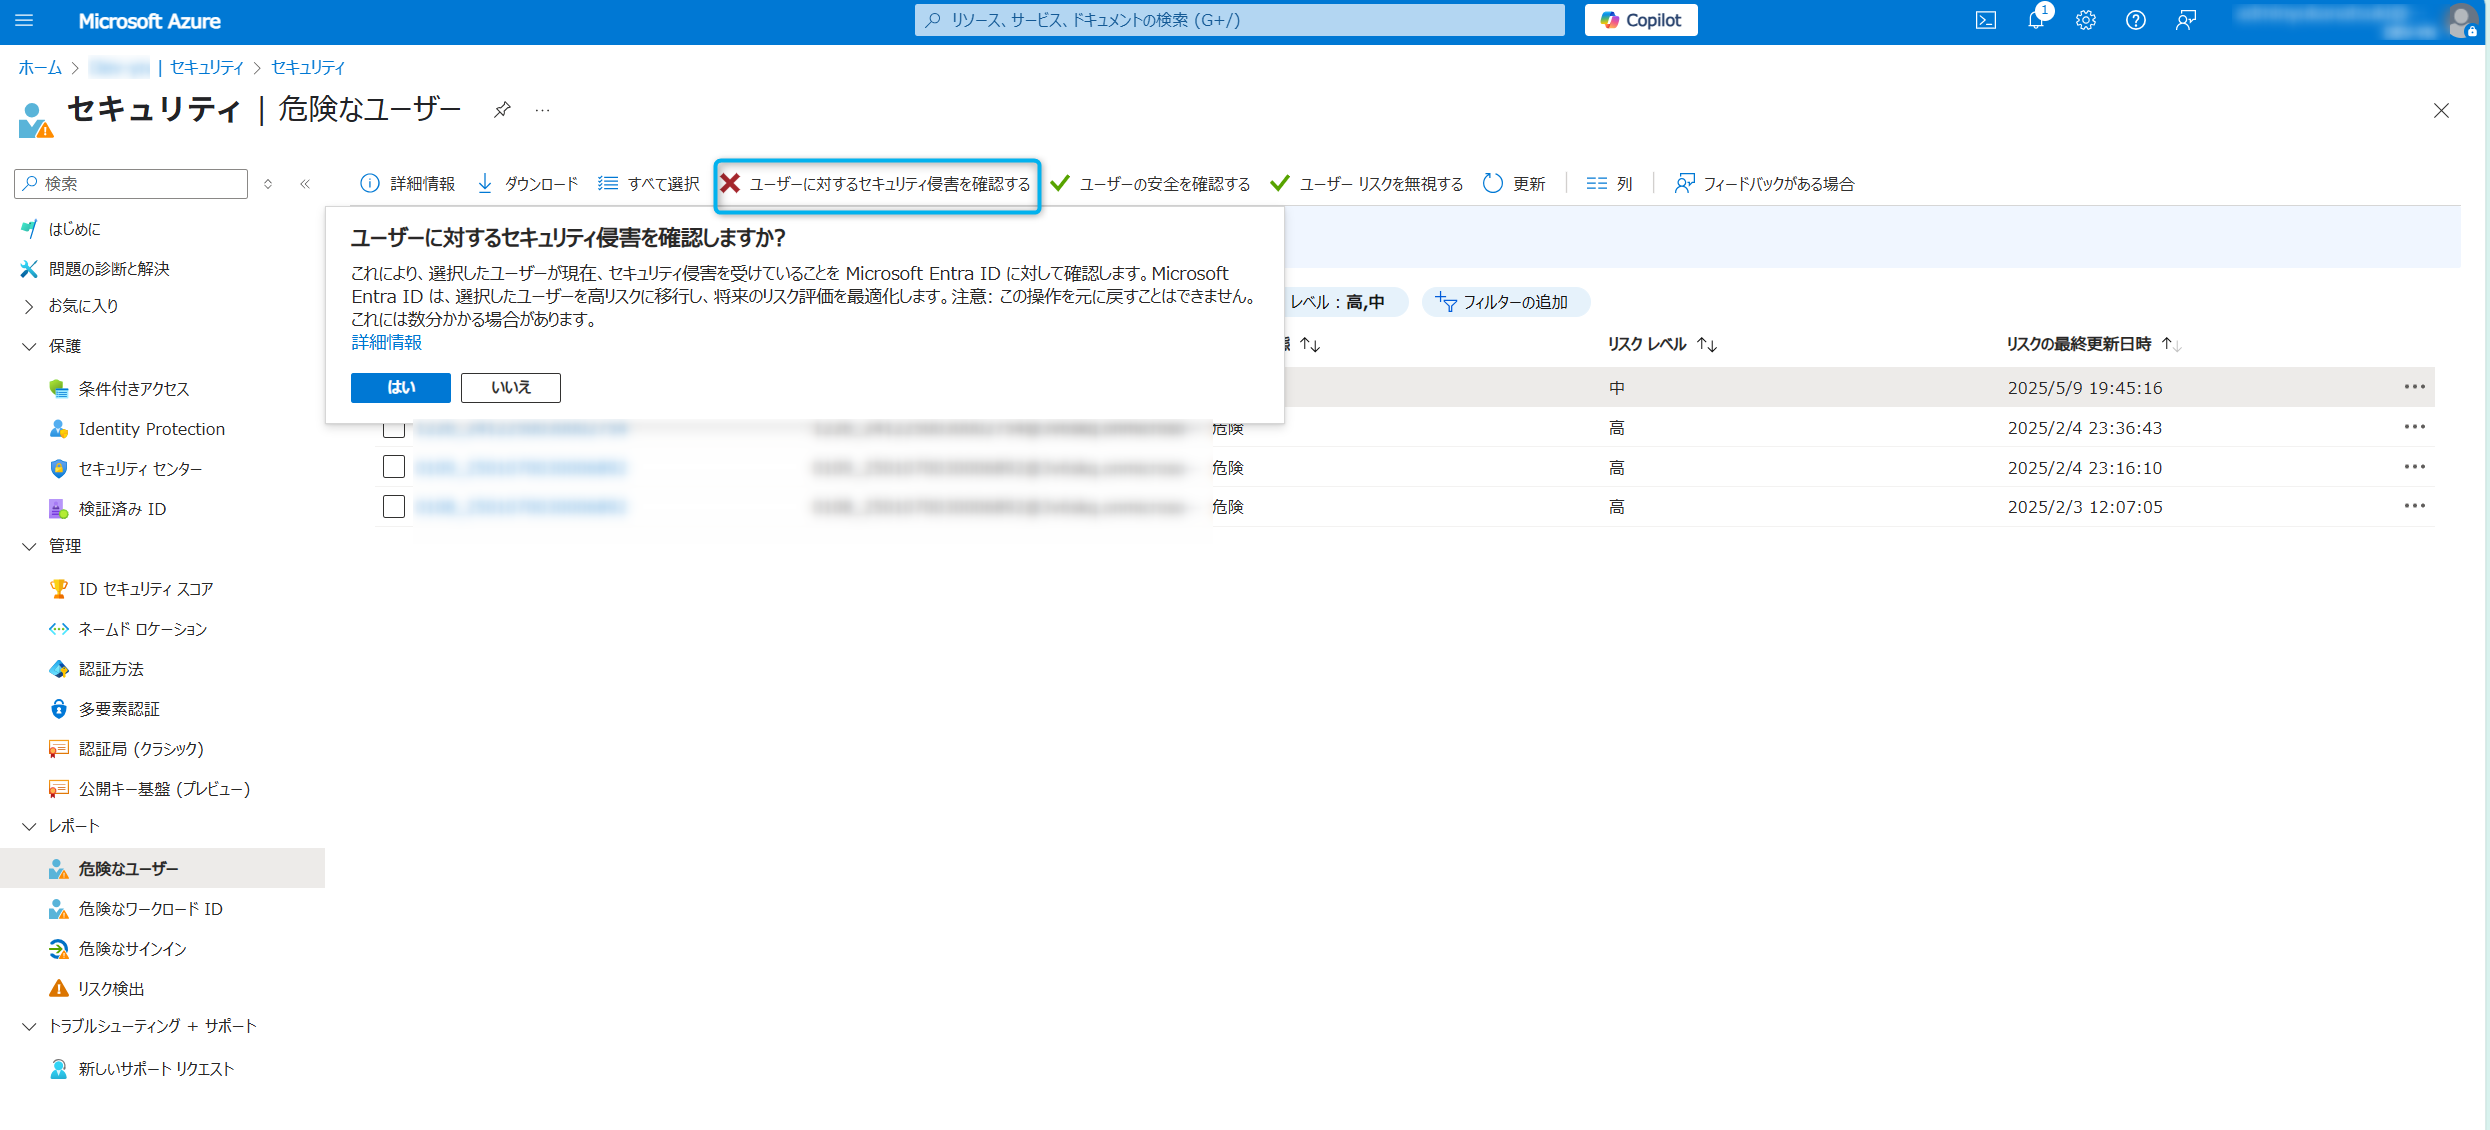 Microsoft Azure
リソース、サービス、ドキュメントの検索 (G+/)
Copilot
1
ホーム > | セキュリティ > セキュリティ
セキュリティ | 危険なユーザー
検索
詳細情報 ダウンロード すべて選択 ユーザーに対するセキュリティ侵害を確認する ユーザーの安全を確認する ユーザー リスクを無視する 更新 列 フィードバックがある場合
はじめに
問題の診断と解決
お気に入り
保護
条件付きアクセス
Identity Protection
セキュリティ センター
検証済み ID
管理
ID セキュリティ スコア
ネームド ロケーション
認証方法
多要素認証
認証局 (クラシック)
公開キー基盤 (プレビュー)
レポート
危険なユーザー
危険なワークロード ID
危険なサインイン
リスク検出
トラブルシューティング + サポート
新しいサポート リクエスト
ユーザーに対するセキュリティ侵害を確認しますか?
これにより、選択したユーザーが現在、セキュリティ侵害を受けていることを Microsoft Entra ID に対して確認します。Microsoft
Entra ID は、選択したユーザーを高リスクに移行し、将来のリスク評価を最適化します。注意: この操作を元に戻すことはできません。
これには数分かかる場合があります。
詳細情報
はい いいえ
レベル : 高,中 フィルターの追加
リスク レベル リスクの最終更新日時
中 2025/5/9 19:45:16
危険 高 2025/2/4 23:36:43
危険 高 2025/2/4 23:16:10
危険 高 2025/2/3 12:07:05